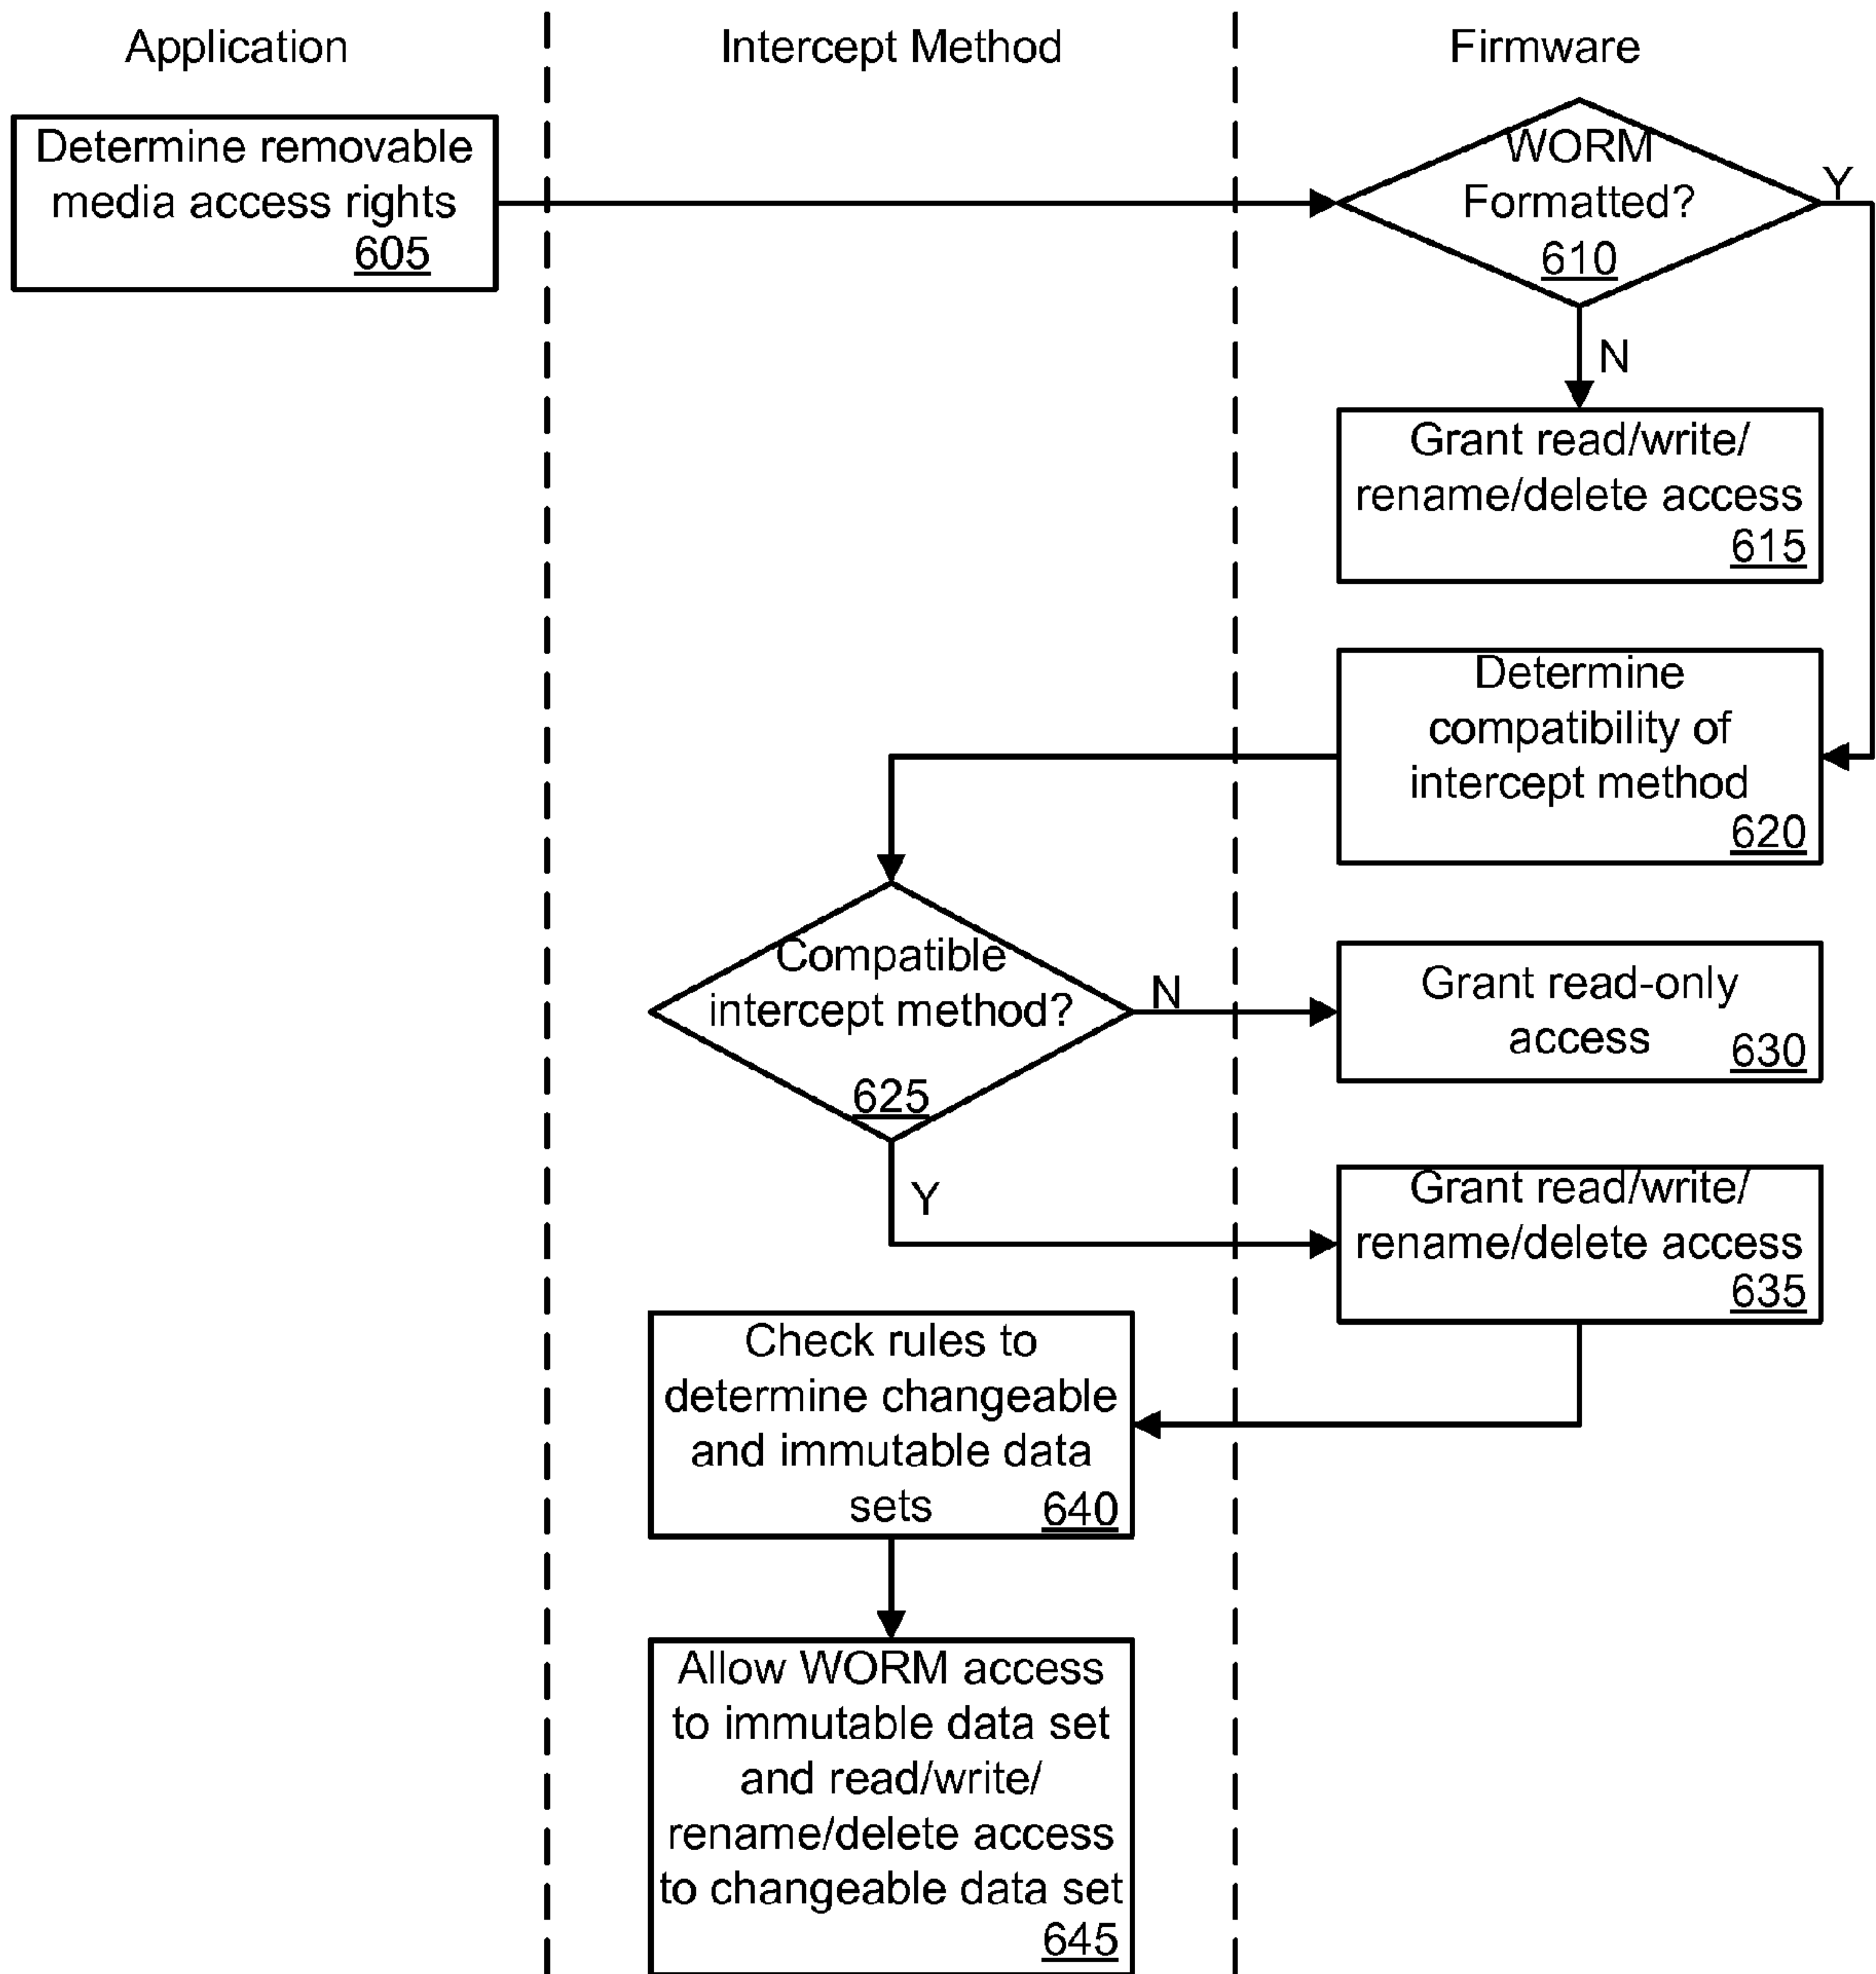 Application
Intercept Method
Firmware
Determine removable
media access rights
605
WORM
Formatted?
610
Y
N
Grant read/write/
rename/delete access
615
Determine
compatibility of
intercept method
620
Compatible
intercept method?
625
N
Grant read-only
access
630
Y
Grant read/write/
rename/delete access
635
Check rules to
determine changeable
and immutable data
sets
640
Allow WORM access
to immutable data set
and read/write/
rename/delete access
to changeable data set
645